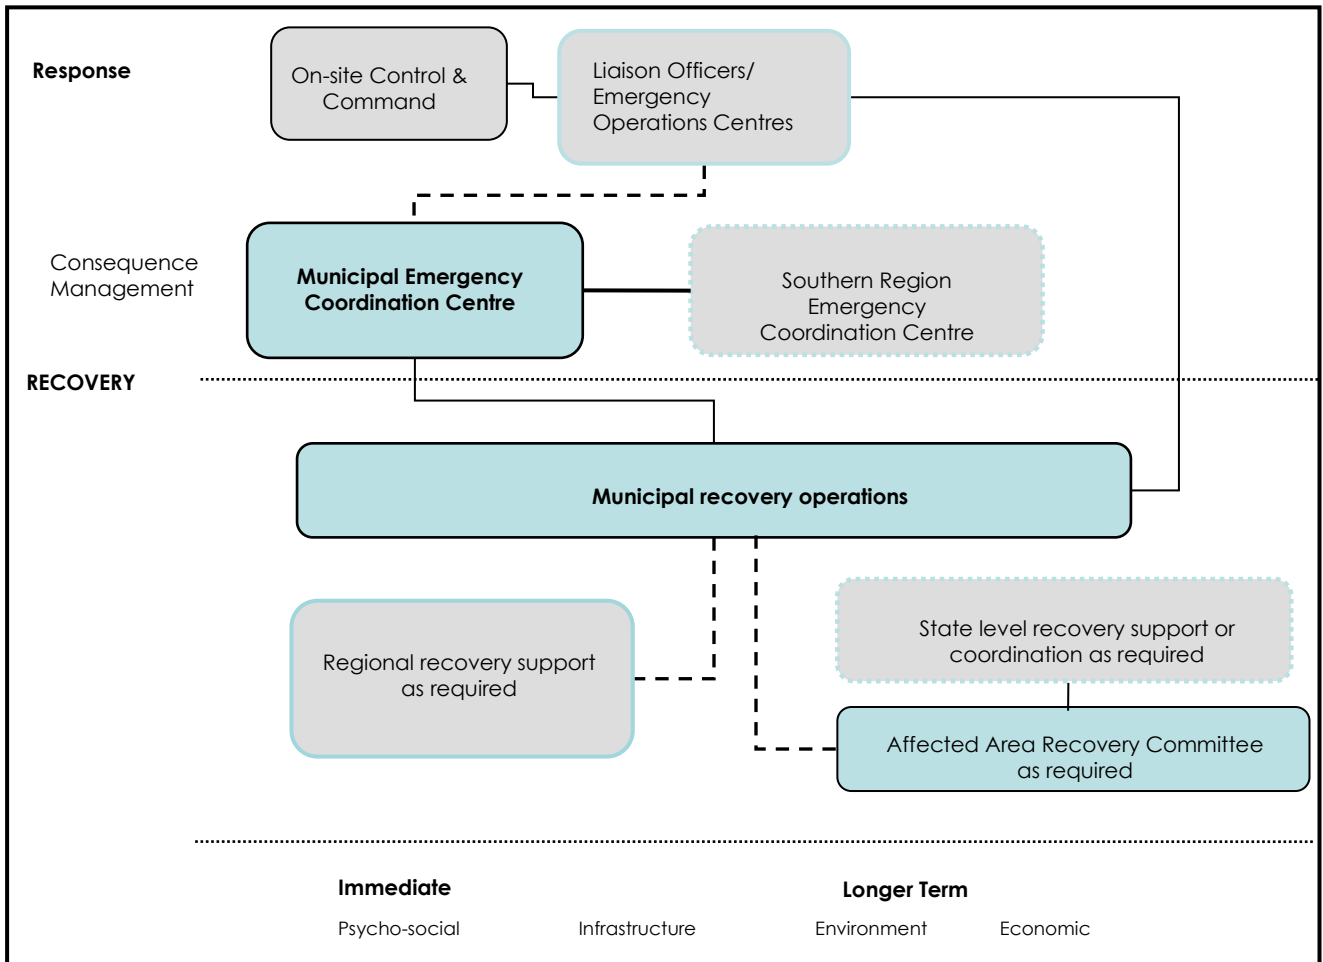 Response
On-site Control &
Command
Liaison Officers/
Emergency
Operations Centres
Consequence
Management
Municipal Emergency
Coordination Centre
Southern Region
Emergency
Coordination Centre
RECOVERY
Municipal recovery operations
Regional recovery support
as required
State level recovery support or
coordination as required
Affected Area Recovery Committee
as required
Immediate
Longer Term
Psycho-social
Infrastructure
Environment
Economic